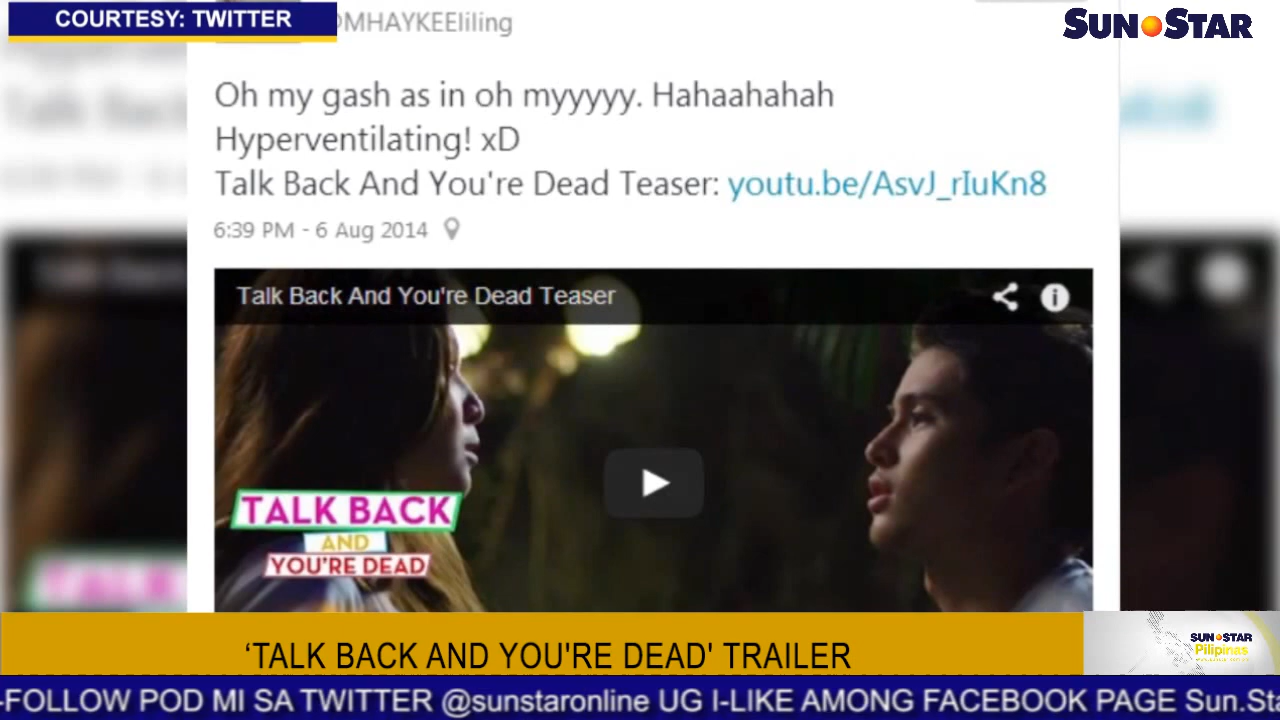 COURTESY: TWITTER
SUN STAR
@MHAYKEEliling
Oh my gash as in oh myyyyy. Hahaahahah
Hyperventilating! xD
Talk Back And You're Dead Teaser: youtu.be/AsvJ_rIuKn8
6:39 PM - 6 Aug 2014
Talk Back And You're Dead Teaser
TALK BACK
AND
YOU'RE DEAD
‘TALK BACK AND YOU'RE DEAD' TRAILER
SUN STAR
Pilipinas
-FOLLOW POD MI SA TWITTER @sunstaronline UG I-LIKE AMONG FACEBOOK PAGE Sun.Sta